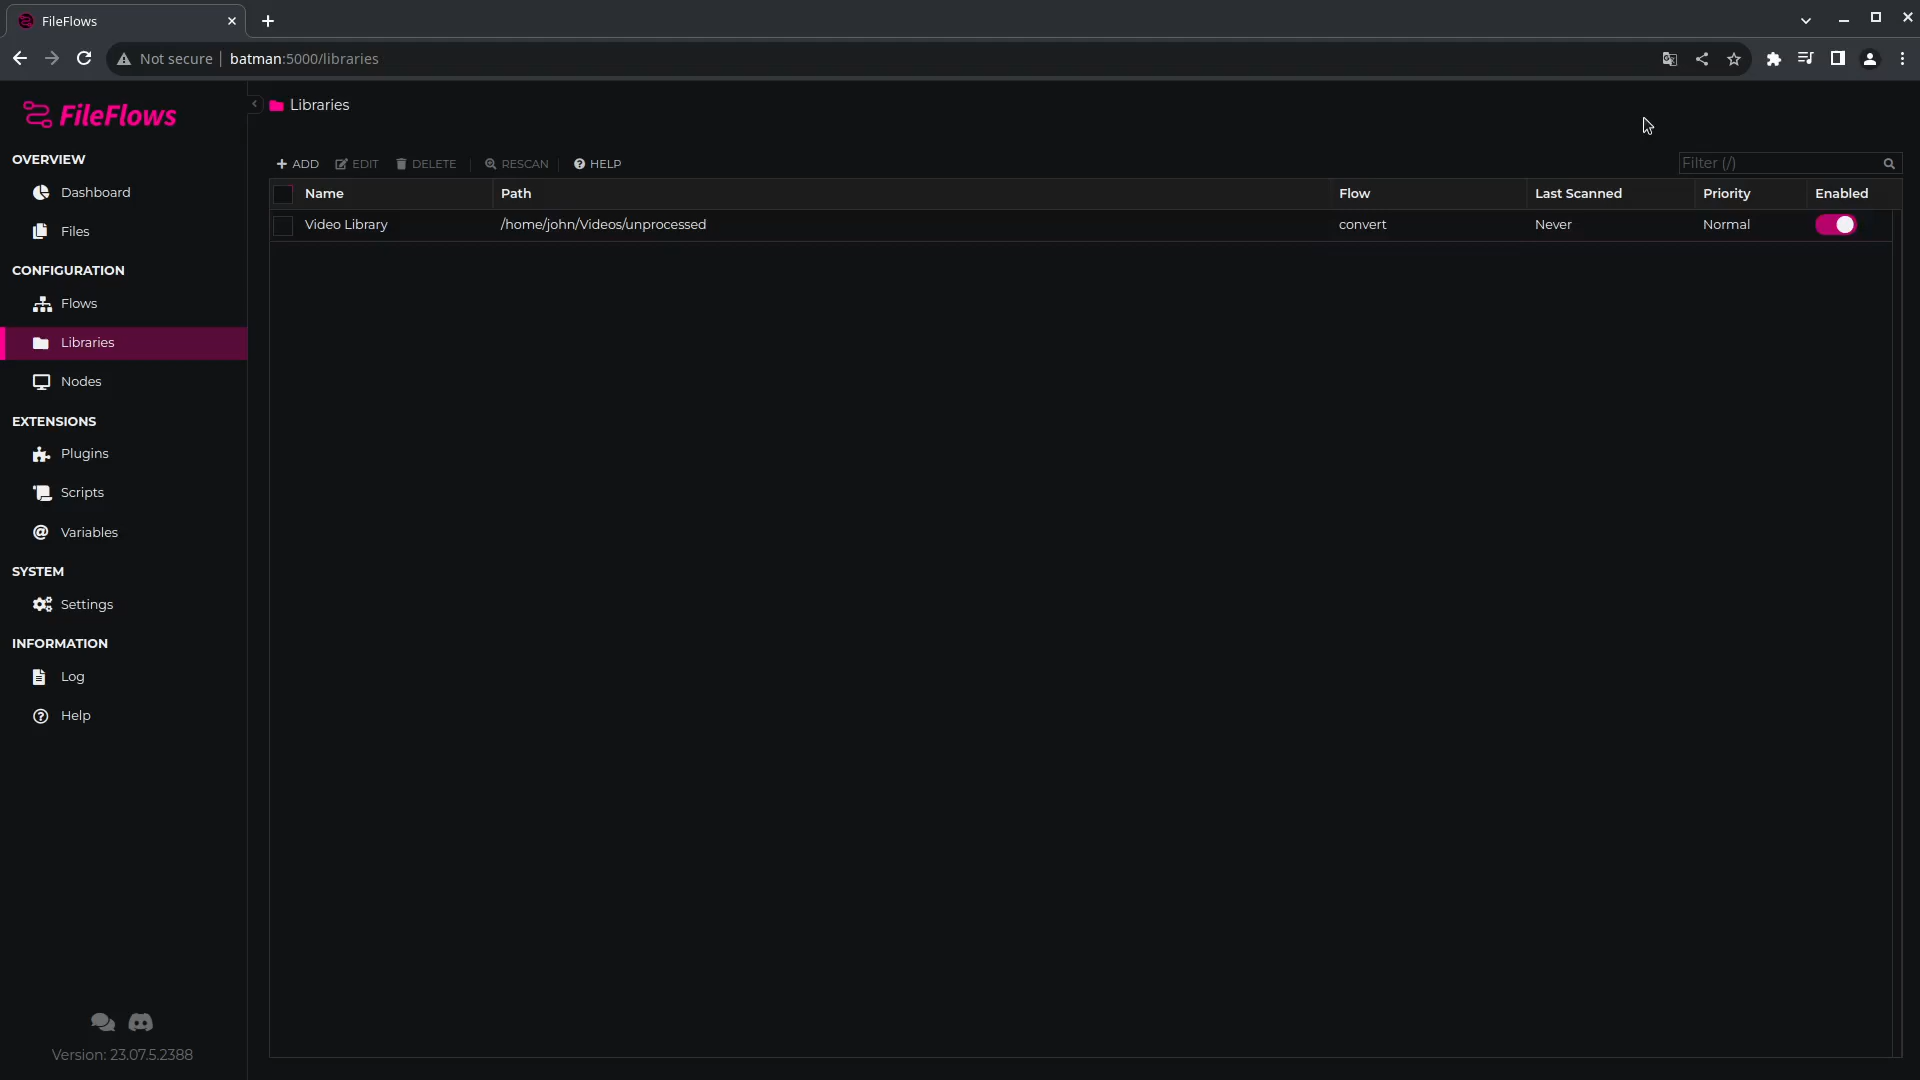 FileFlows
Not secure
batman:5000/libraries
FileFlows
OVERVIEW
Dashboard
Files
CONFIGURATION
Flows
Libraries
Nodes
EXTENSIONS
Plugins
Scripts
Variables
SYSTEM
Settings
INFORMATION
Log
Help
Version: 23.07.5.2388
Libraries
ADD EDIT DELETE RESCAN HELP
Filter (/)
Name Path Flow Last Scanned Priority Enabled
Video Library /home/john/Videos/unprocessed convert Never Normal